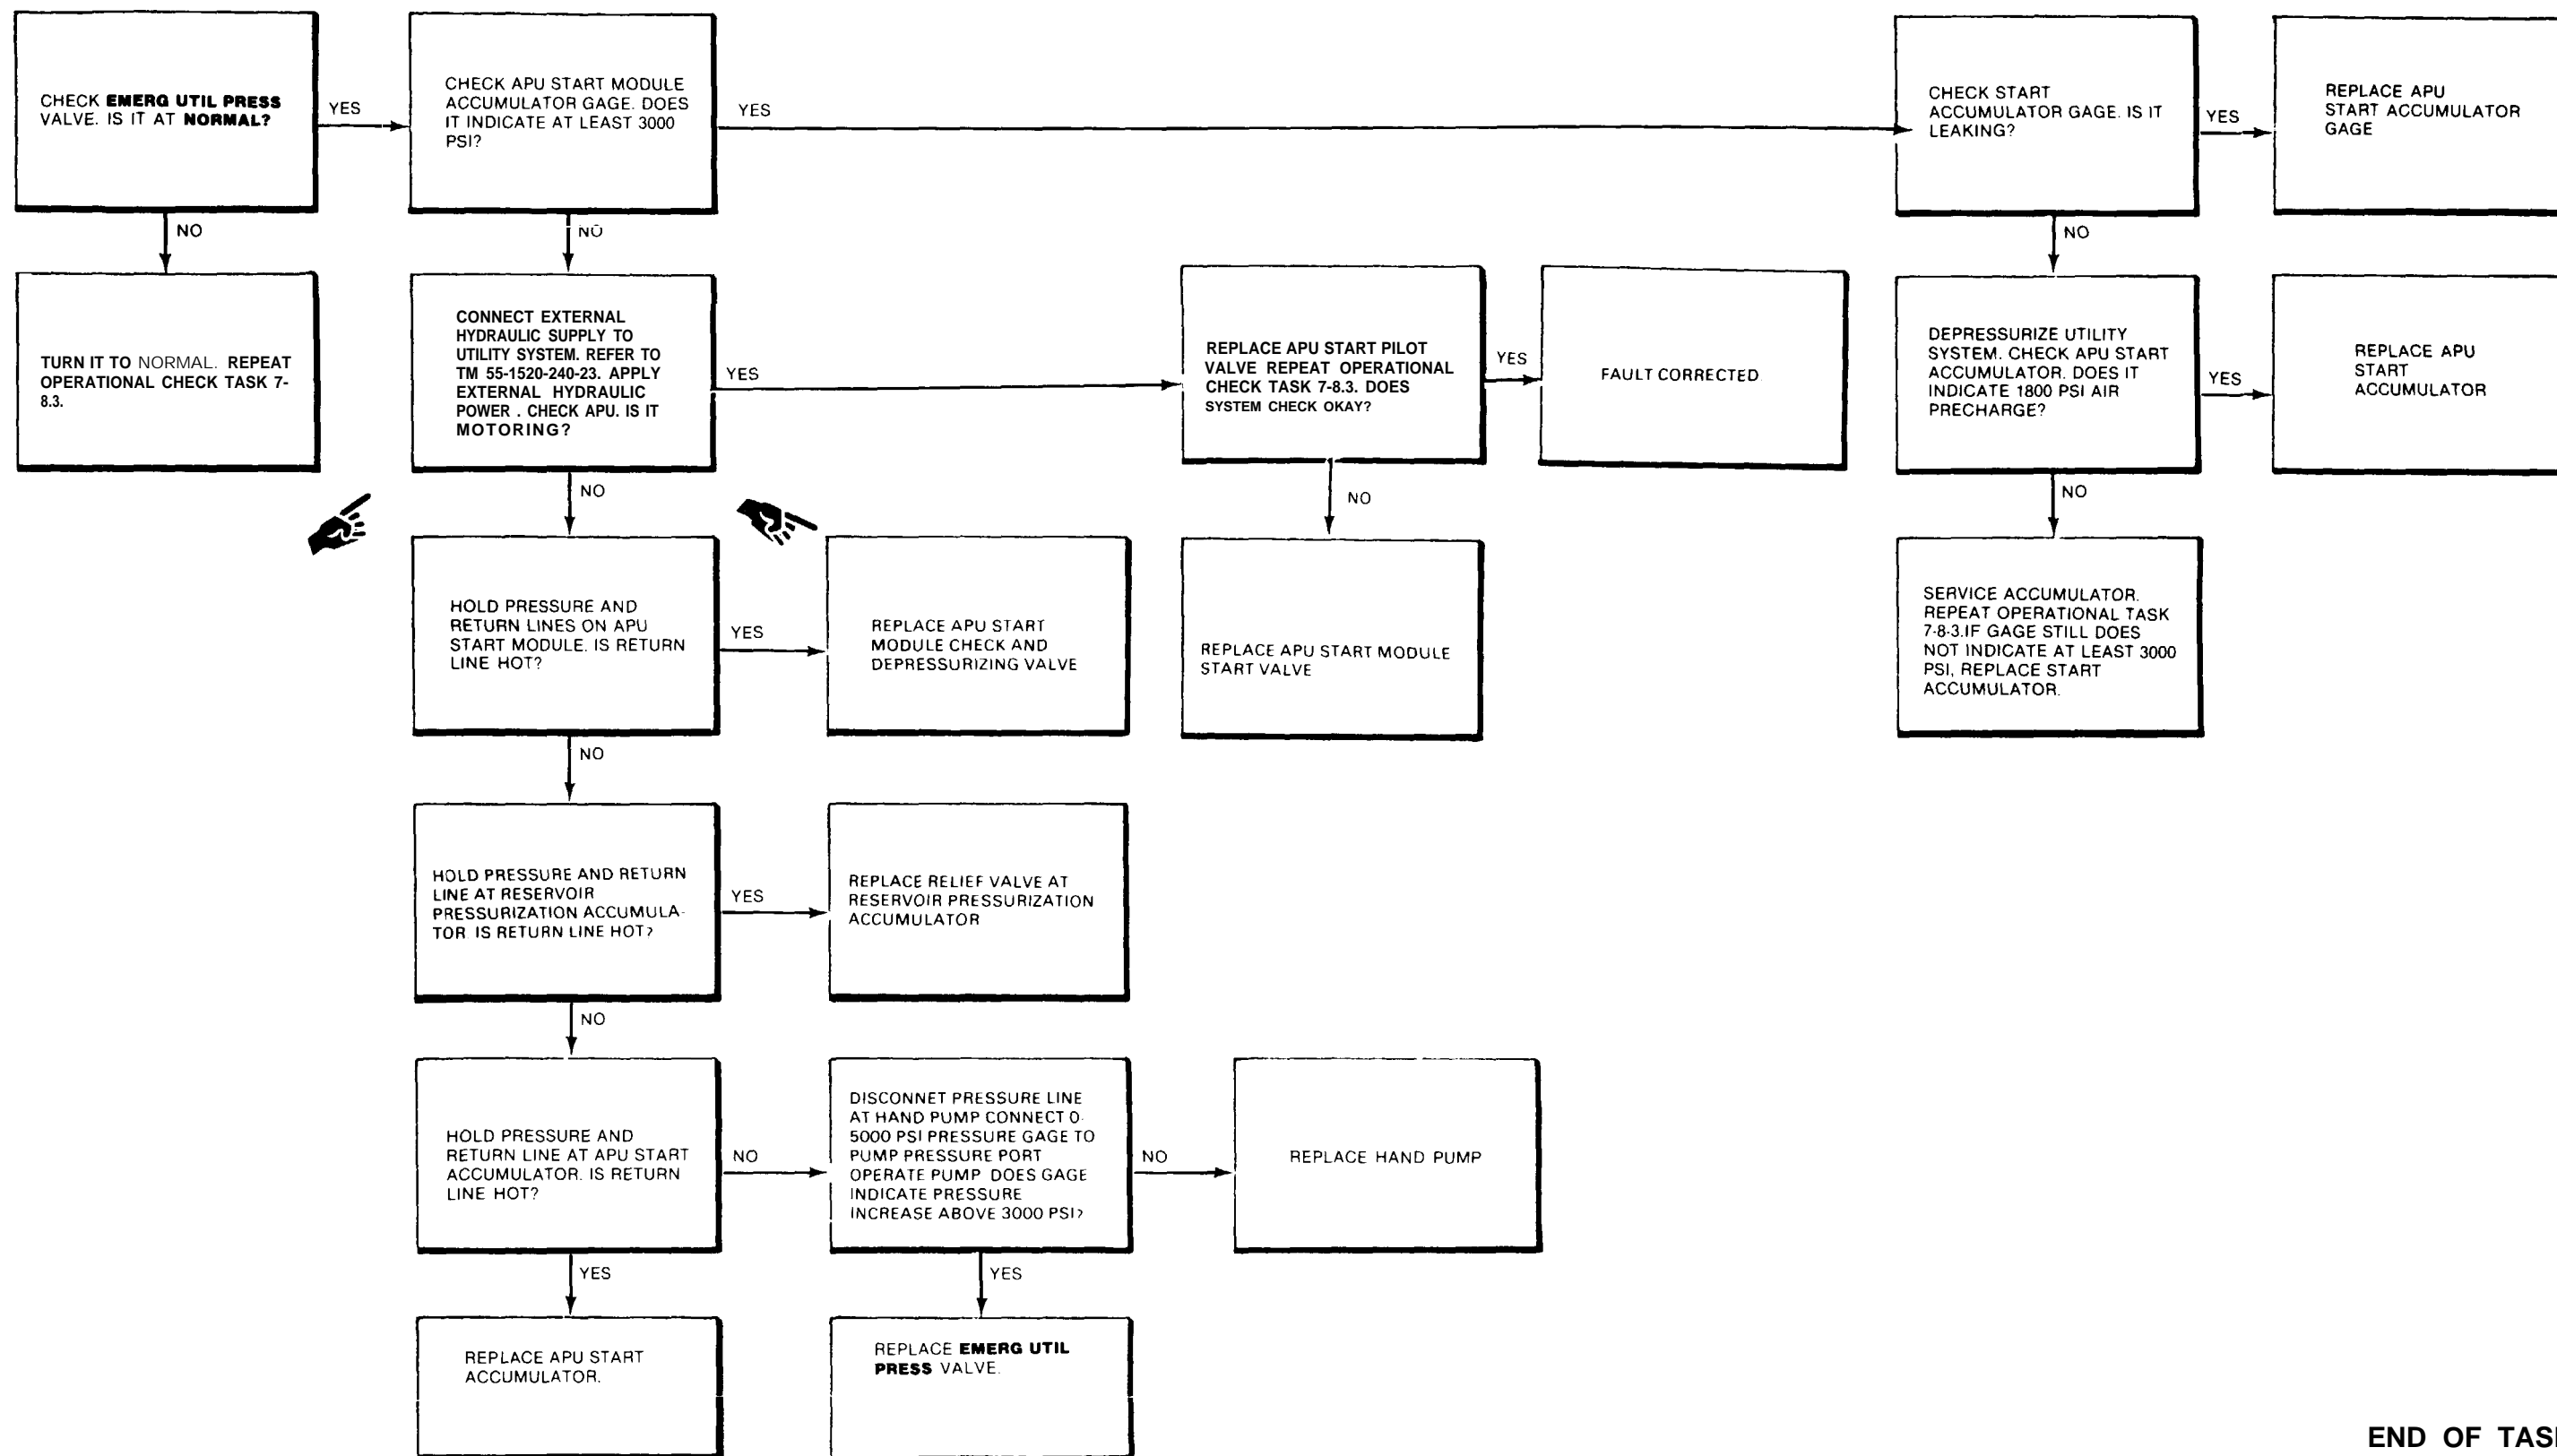 CHECK EMERG UTIL PRESS
VALVE. IS IT AT NORMAL?
YES
CHECK APU START MODULE
ACCUMULATOR GAGE. DOES
IT INDICATE AT LEAST 3000
PSI?
YES
CHECK START
ACCUMULATOR GAGE. IS IT
LEAKING?
YES
REPLACE APU
START ACCUMULATOR
GAGE
NO
NO
NO
TURN IT TO NORMAL. REPEAT
OPERATIONAL CHECK TASK 7-
8.3.
CONNECT EXTERNAL
HYDRAULIC SUPPLY TO
UTILITY SYSTEM. REFER TO
TM 55-1520-240-23. APPLY
EXTERNAL HYDRAULIC
POWER . CHECK APU. IS IT
MOTORING?
YES
REPLACE APU START PILOT
VALVE REPEAT OPERATIONAL
CHECK TASK 7-8.3. DOES
SYSTEM CHECK OKAY?
YES
FAULT CORRECTED
DEPRESSURIZE UTILITY
SYSTEM. CHECK APU START
ACCUMULATOR. DOES IT
INDICATE 1800 PSI AIR
PRECHARGE?
YES
REPLACE APU
START
ACCUMULATOR
NO
NO
NO
HOLD PRESSURE AND
RETURN LINES ON APU
START MODULE. IS RETURN
LINE HOT?
YES
REPLACE APU START
MODULE CHECK AND
DEPRESSURIZING VALVE
REPLACE APU START MODULE
START VALVE
SERVICE ACCUMULATOR.
REPEAT OPERATIONAL TASK
7-8-3.IF GAGE STILL DOES
NOT INDICATE AT LEAST 3000
PSI, REPLACE START
ACCUMULATOR.
NO
HOLD PRESSURE AND RETURN
LINE AT RESERVOIR
PRESSURIZATION ACCUMULA-
TOR. IS RETURN LINE HOT?
YES
REPLACE RELIEF VALVE AT
RESERVOIR PRESSURIZATION
ACCUMULATOR
NO
HOLD PRESSURE AND
RETURN LINE AT APU START
ACCUMULATOR. IS RETURN
LINE HOT?
NO
DISCONNET PRESSURE LINE
AT HAND PUMP CONNECT 0-
5000 PSI PRESSURE GAGE TO
PUMP PRESSURE PORT
OPERATE PUMP DOES GAGE
INDICATE PRESSURE
INCREASE ABOVE 3000 PSI?
NO
REPLACE HAND PUMP
YES
YES
REPLACE APU START
ACCUMULATOR.
REPLACE EMERG UTIL
PRESS VALVE.
END OF TAS